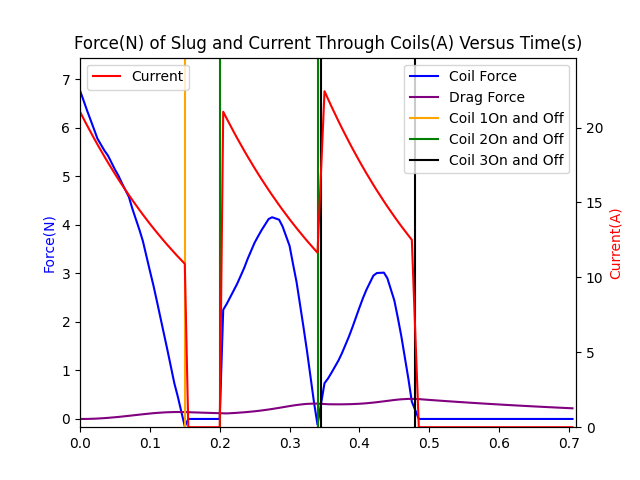 Force(N) of Slug and Current Through Coils(A) Versus Time(s)
Current
Coil Force
Drag Force
Coil 1On and Off
Coil 2On and Off
Coil 3On and Off
Force(N)
7
6
5
4
3
2
1
0
Current(A)
20
15
10
5
0
0.0 0.1 0.2 0.3 0.4 0.5 0.6 0.7